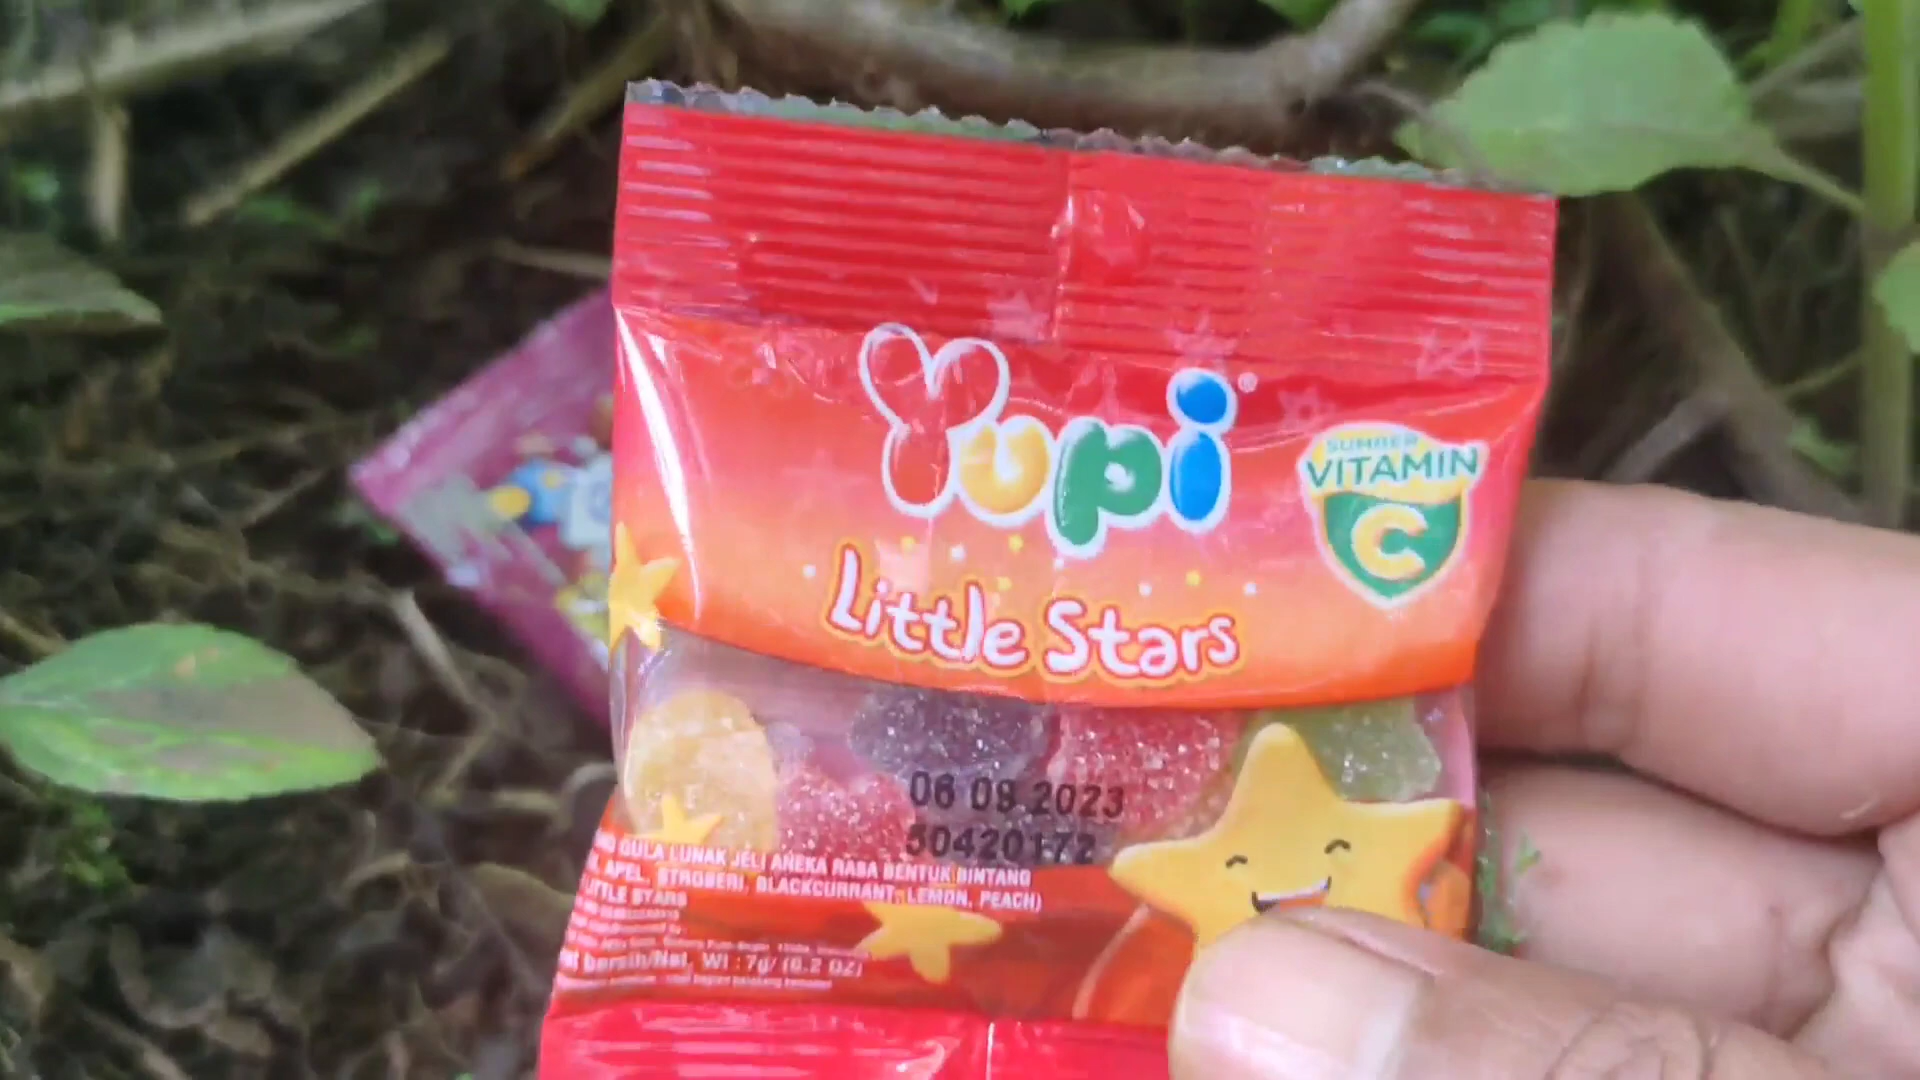 Yupi®
SUMBER
VITAMIN
C
Little Stars
06 09 2023
50420172
GULA LUNAK JELI ANEKA RASA BENTUK BINTANG
APEL, STROBERI, BLACKCURRANT, LEMON, PEACH)
LITTLE STARS
bersih/Net. Wt : 7g/ (0.2 OZ)